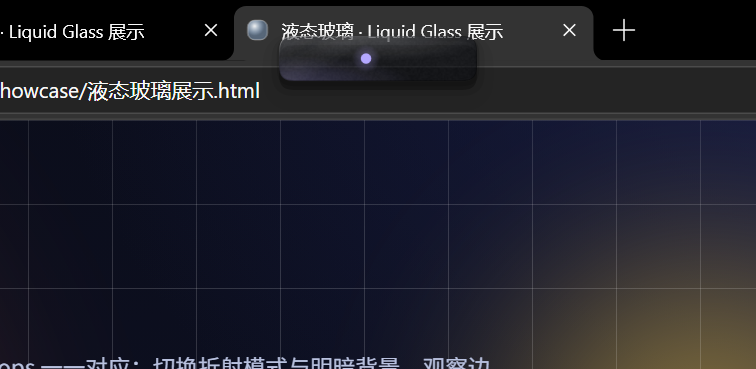 · Liquid Glass 展示
液态玻璃 · Liquid Glass 展示
howcase/液态玻璃展示.html
ops 一一对应；切换折射模式与明暗背景，观察边